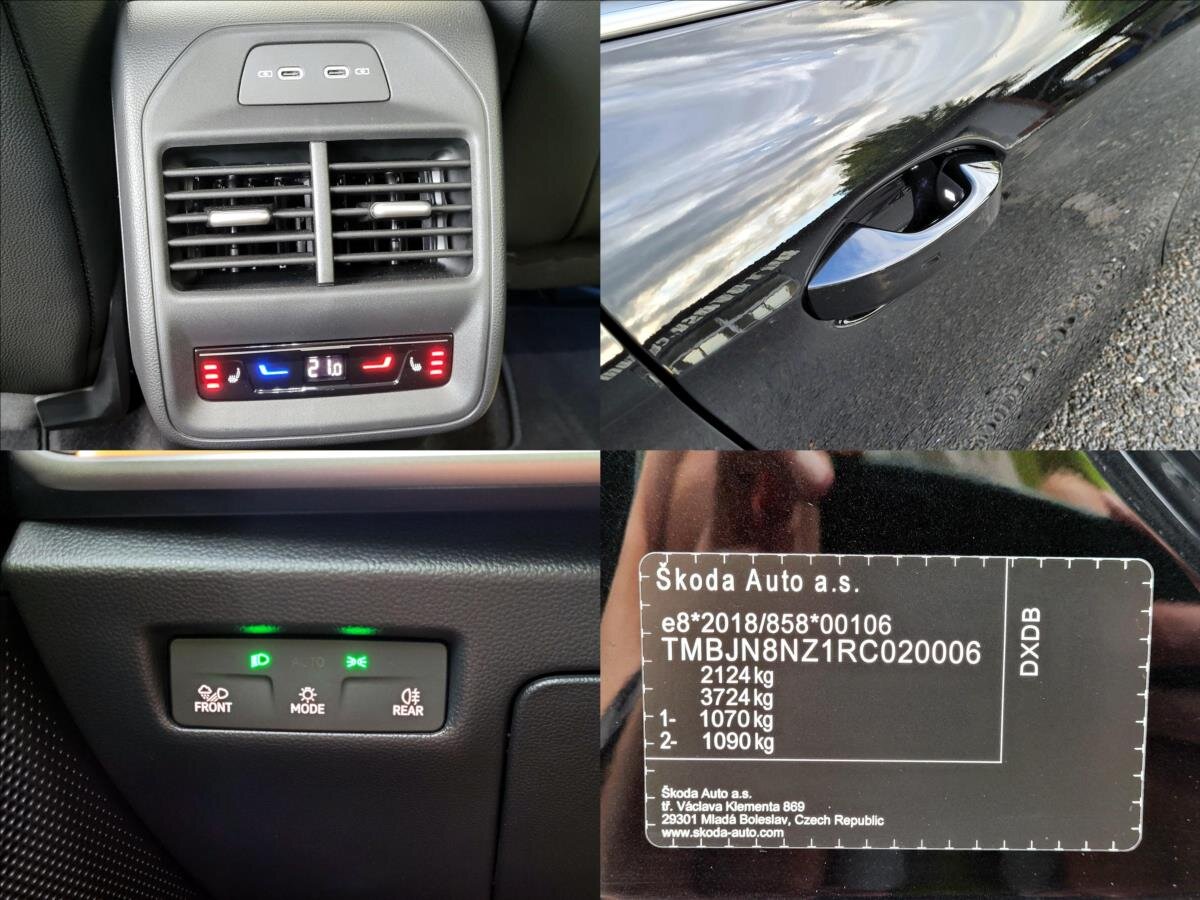 21.0
AUTO
FRONT
MODE
REAR
Škoda Auto a.s.
e8*2018/858*00106
TMBJN8NZ1RC020006
2124 kg
3724 kg
1- 1070 kg
2- 1090 kg
DXDB
Škoda Auto a.s.
tř. Václava Klementa 869
29301 Mladá Boleslav, Czech Republic
www.skoda-auto.com